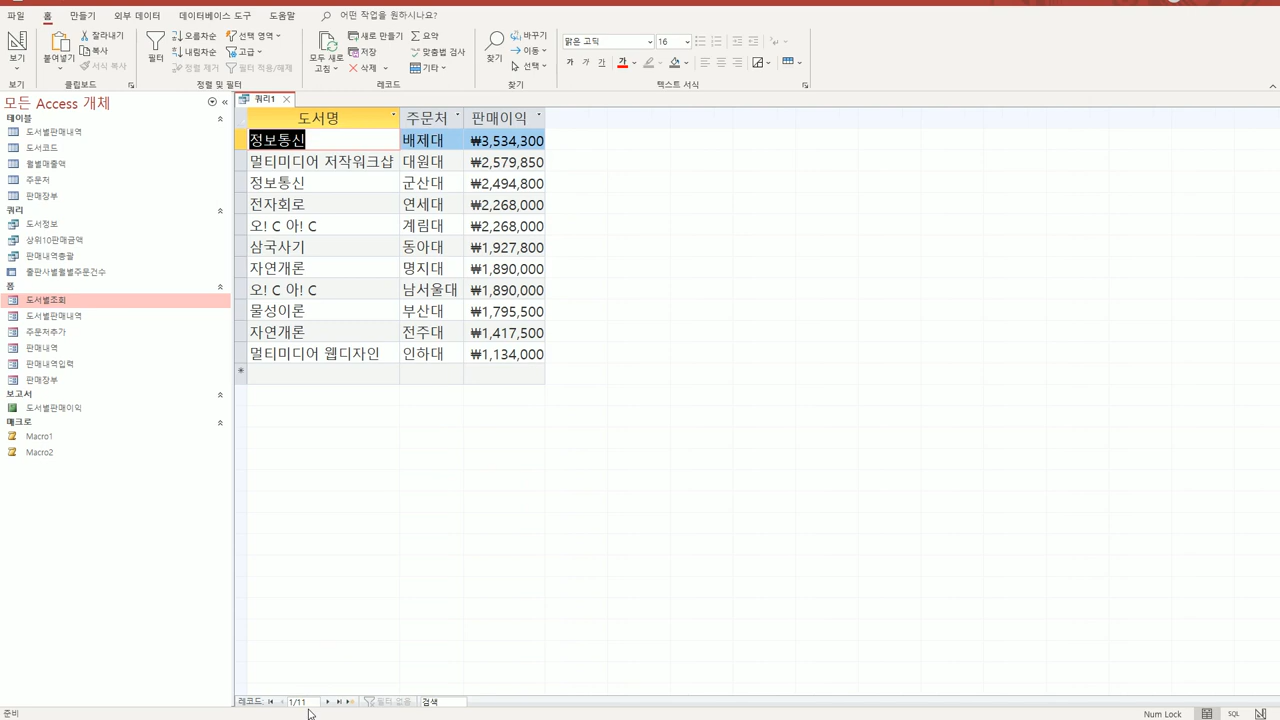 파일 홈 만들기 외부 데이터 데이터베이스 도구 도움말 어떤 작업을 원하시나요?
보기
보기
붙여넣기
잘라내기
복사
서식 복사
클립보드
필터
오름차순
내림차순
정렬 제거
선택 영역
고급
필터 적용/해제
정렬 및 필터
모두 새로
고침
새로 만들기
저장
삭제
요약
맞춤법 검사
기타
레코드
찾기
바꾸기
이동
선택
찾기
맑은 고딕 16
가 가 가 가
텍스트 서식
모든 Access 개체
테이블
도서별판매내역
도서코드
월별매출액
주문처
판매장부
쿼리
도서정보
상위10판매금액
판매내역총괄
출판사별월별주문건수
폼
도서별조회
도서별판매내역
주문처추가
판매내역
판매내역입력
판매장부
보고서
도서별판매이익
매크로
Macro1
Macro2
쿼리1
도서명 주문처 판매이익
정보통신 배제대 ₩3,534,300
멀티미디어 저작워크샵 대원대 ₩2,579,850
정보통신 군산대 ₩2,494,800
전자회로 연세대 ₩2,268,000
오! C 아! C 계림대 ₩2,268,000
삼국사기 동아대 ₩1,927,800
자연개론 명지대 ₩1,890,000
오! C 아! C 남서울대 ₩1,890,000
물성이론 부산대 ₩1,795,500
자연개론 전주대 ₩1,417,500
멀티미디어 웹디자인 인하대 ₩1,134,000
레코드: 1/11 필터 없음 검색
준비 Num Lock SQL